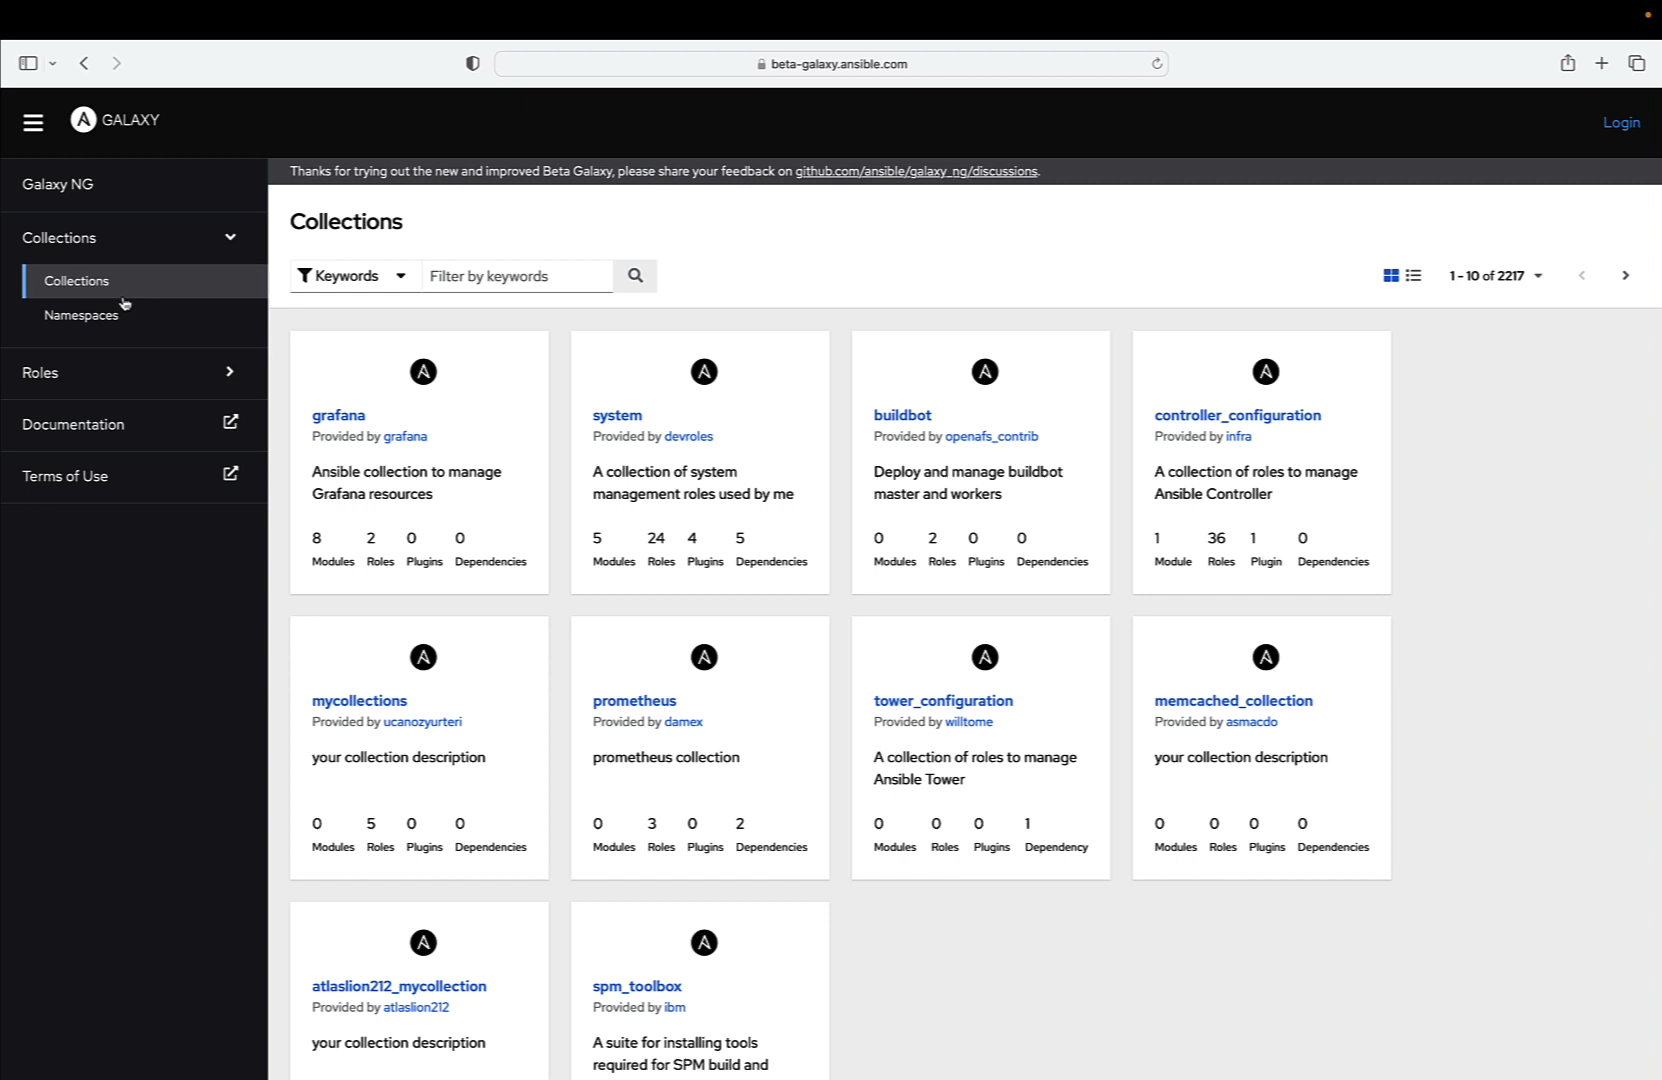 beta-galaxy.ansible.com
GALAXY
Login
Thanks for trying out the new and improved Beta Galaxy, please share your feedback on github.com/ansible/galaxy_ng/discussions.
Galaxy NG
Collections
Collections
Namespaces
Roles
Documentation
Terms of Use
Collections
Keywords
Filter by keywords
1 - 10 of 2217
grafana
Provided by grafana
Ansible collection to manage
Grafana resources
8 2 0 0
Modules Roles Plugins Dependencies
system
Provided by devroles
A collection of system
management roles used by me
5 24 4 5
Modules Roles Plugins Dependencies
buildbot
Provided by openafs_contrib
Deploy and manage buildbot
master and workers
0 2 0 0
Modules Roles Plugins Dependencies
controller_configuration
Provided by infra
A collection of roles to manage
Ansible Controller
1 36 1 0
Module Roles Plugin Dependencies
mycollections
Provided by ucanozyurteri
your collection description
0 5 0 0
Modules Roles Plugins Dependencies
prometheus
Provided by damex
prometheus collection
0 3 0 2
Modules Roles Plugins Dependencies
tower_configuration
Provided by willtome
A collection of roles to manage
Ansible Tower
0 0 0 1
Modules Roles Plugins Dependency
memcached_collection
Provided by asmacdo
your collection description
0 0 0 0
Modules Roles Plugins Dependencies
atlaslion212_mycollection
Provided by atlaslion212
your collection description
spm_toolbox
Provided by ibm
A suite for installing tools
required for SPM build and